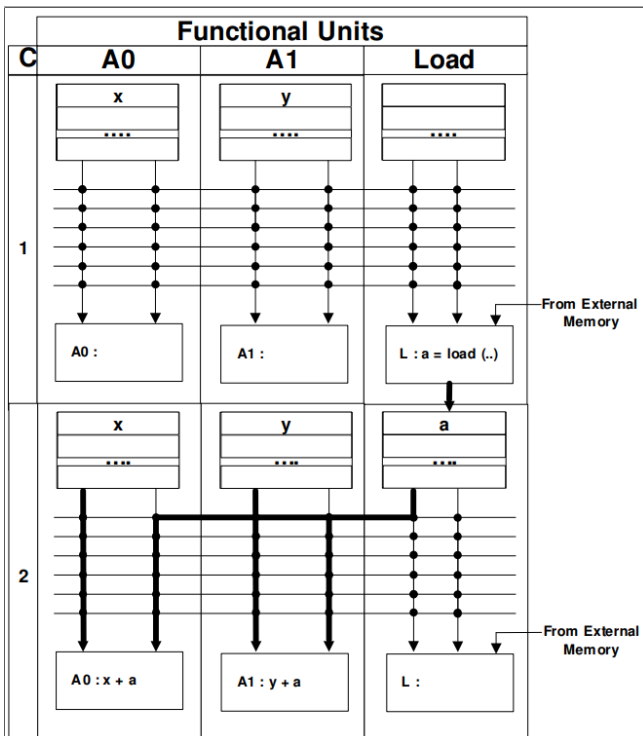 Functional Units
C A0 A1 Load
x y
.... .... ....
1
From External
Memory
A0 : A1 : L : a = load (..)
x y a
.... .... ....
2
From External
Memory
A0 : x + a A1 : y + a L :